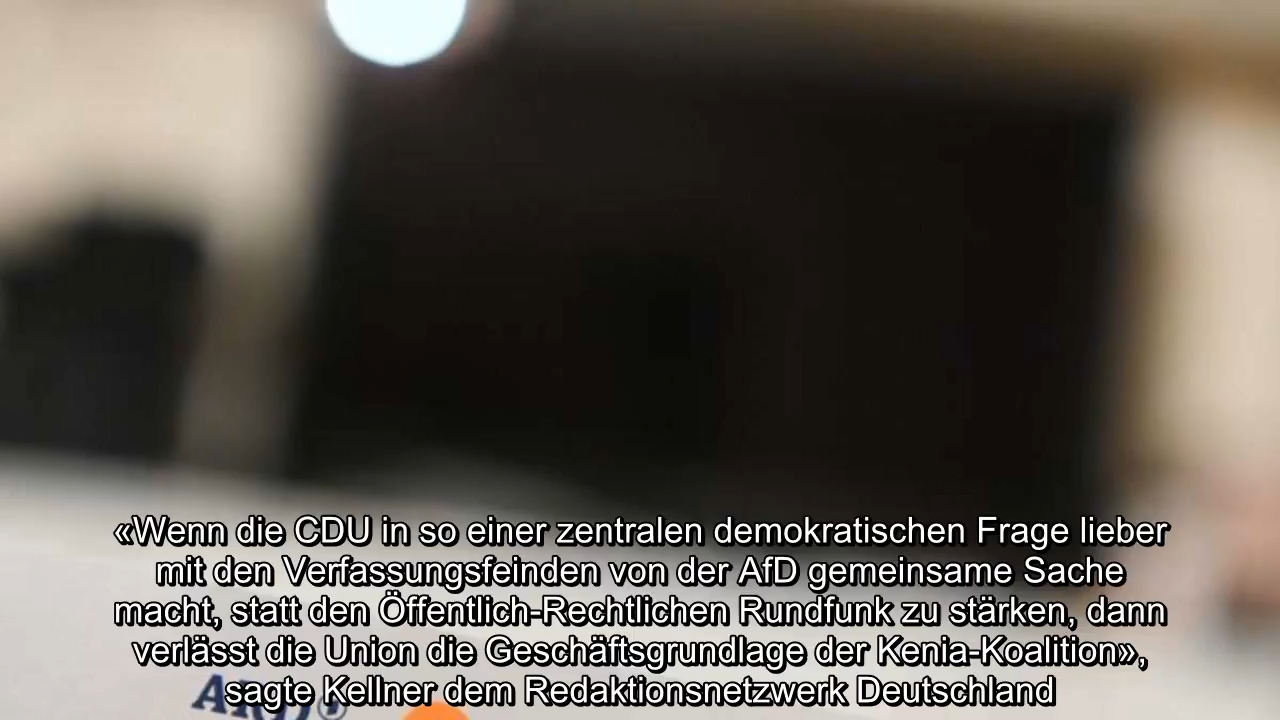 «Wenn die CDU in so einer zentralen demokratischen Frage lieber
mit den Verfassungsfeinden von der AfD gemeinsame Sache
macht, statt den Öffentlich-Rechtlichen Rundfunk zu stärken, dann
verlässt die Union die Geschäftsgrundlage der Kenia-Koalition»,
sagte Kellner dem Redaktionsnetzwerk Deutschland
ARD